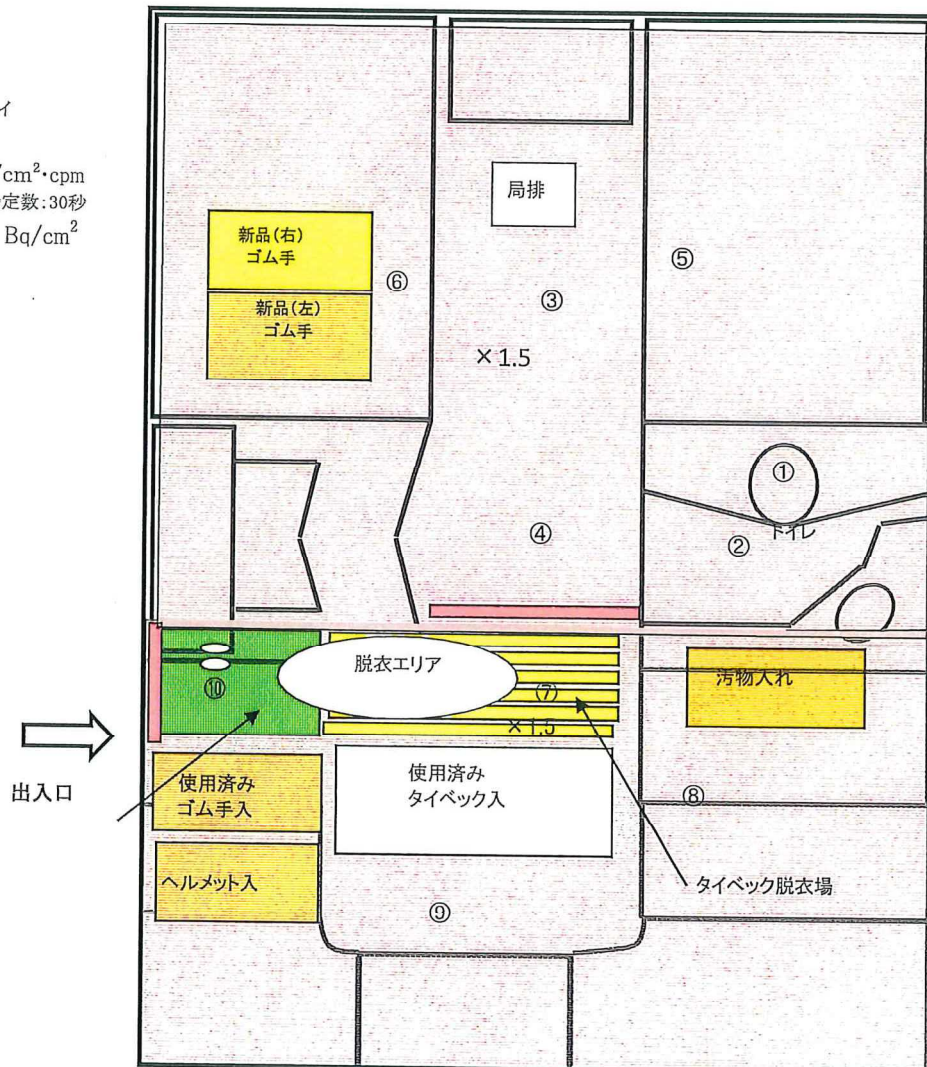 イ
/cm²・cpm
定数:30秒
Bq/cm²
局排
新品(右)
ゴム手
新品(左)
ゴム手
⑥
③
⑤
×1.5
①
④
②
トイレ
脱衣エリア
⑩
⑦
×1.5
汚物入れ
出入口
使用済み
ゴム手入
使用済み
タイベック入
⑧
ヘルメット入
タイベック脱衣場
⑨